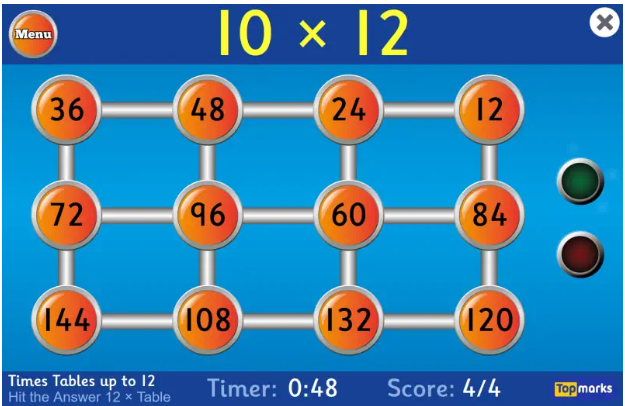 Menu
10 × 12
36 48 24 12
72 96 60 84
144 108 132 120
Times Tables up to 12
Hit the Answer 12 × Table
Timer: 0:48
Score: 4/4
Topmarks